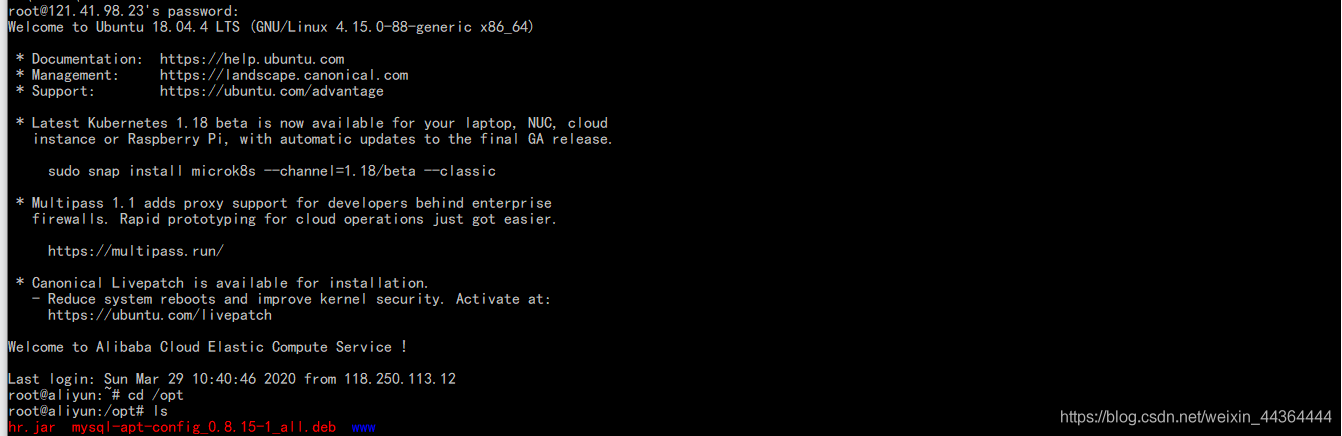 root@121.41.98.23's password:
Welcome to Ubuntu 18.04.4 LTS (GNU/Linux 4.15.0-88-generic x86_64)
* Documentation:  https://help.ubuntu.com
* Management:     https://landscape.canonical.com
* Support:        https://ubuntu.com/advantage
* Latest Kubernetes 1.18 beta is now available for your laptop, NUC, cloud
instance or Raspberry Pi, with automatic updates to the final GA release.
sudo snap install microk8s --channel=1.18/beta --classic
* Multipass 1.1 adds proxy support for developers behind enterprise
firewalls. Rapid prototyping for cloud operations just got easier.
https://multipass.run/
* Canonical Livepatch is available for installation.
- Reduce system reboots and improve kernel security. Activate at:
https://ubuntu.com/livepatch
Welcome to Alibaba Cloud Elastic Compute Service !
Last login: Sun Mar 29 10:40:46 2020 from 118.250.113.12
root@aliyun:~# cd /opt
root@aliyun:/opt# ls
hr.jar  mysql-apt-config_0.8.15-1_all.deb  www
https://blog.csdn.net/weixin_44364444